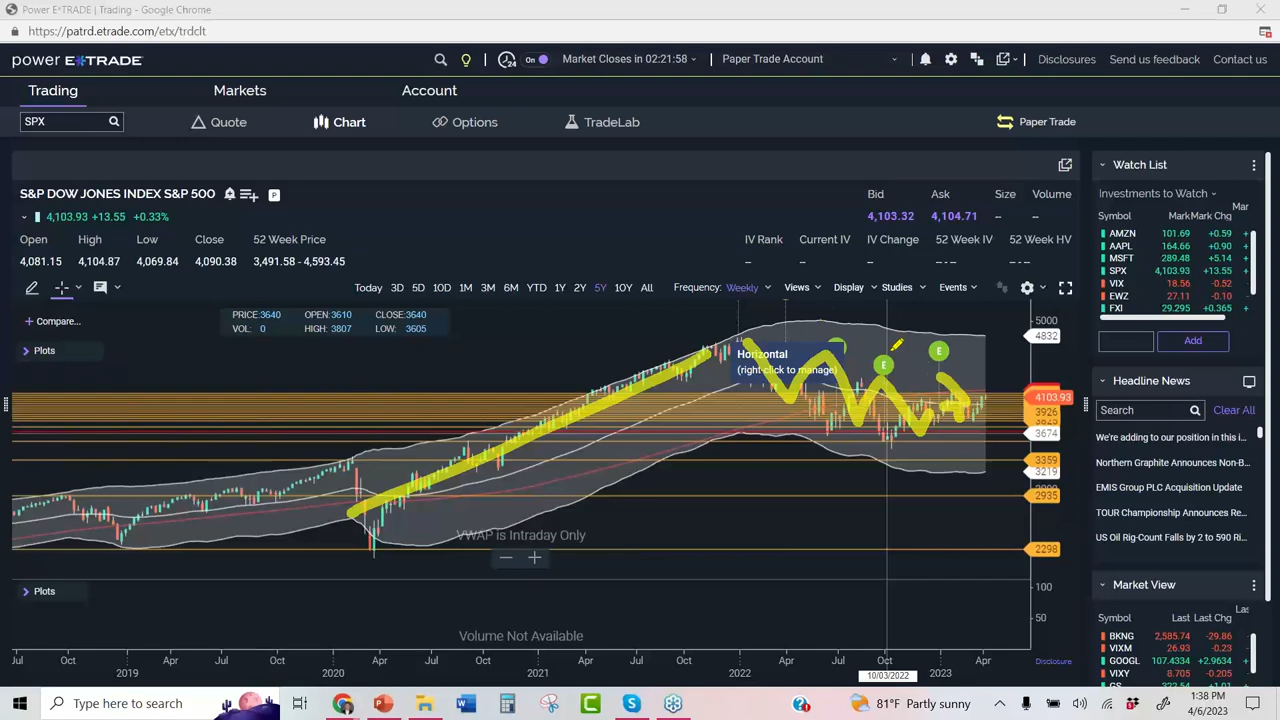 Power E*TRADE | Trading - Google Chrome
https://patrd.etrade.com/etx/trdclt
power E*TRADE
24 On Market Closes in 02:21:58 Paper Trade Account Disclosures Send us feedback Contact us
Trading Markets Account
SPX Quote Chart Options TradeLab Paper Trade
S&P DOW JONES INDEX S&P 500 P
4,103.93 +13.55 +0.33%
Bid Ask Size Volume
4,103.32 4,104.71 -- --
Open High Low Close 52 Week Price
4,081.15 4,104.87 4,069.84 4,090.38 3,491.58 - 4,593.45
IV Rank Current IV IV Change 52 Week IV 52 Week HV
-- -- -- -- --
Today 3D 5D 10D 1M 3M 6M YTD 1Y 2Y 5Y 10Y All Frequency: Weekly Views Display Studies Events
Compare...
PRICE:3640 OPEN:3610 CLOSE:3640
VOL: 0 HIGH: 3807 LOW: 3605
Plots
Horizontal
(right-click to manage)
E
E
5000
4832
4103.93
3926
3674
3359
3219
2935
2298
VWAP is Intraday Only
Plots
100
50
Volume Not Available
Jul Oct 2019 Apr Jul Oct 2020 Apr Jul Oct 2021 Apr Jul Oct 2022 Apr Jul Oct 2023 Apr
10/03/2022
Disclosure
Watch List
Investments to Watch
Symbol Mark Mark Chg Mar
AMZN 101.69 +0.59 +
AAPL 164.66 +0.90 +
MSFT 289.48 +5.14 +
SPX 4,103.93 +13.55 +
VIX 18.56 -0.52 -
EWZ 27.11 -0.10 -
FXI 29.295 +0.365 +
Add
Headline News
Search Clear All
We're adding to our position in this i...
Northern Graphite Announces Non-B...
EMIS Group PLC Acquisition Update
TOUR Championship Announces Re...
US Oil Rig-Count Falls by 2 to 590 Ri...
Market View
Symbol Last Last Chg Las
BKNG 2,585.74 -29.86 -
VIXM 26.93 -0.23 -
GOOGL 107.4334 +2.9634 +
VIXY 8.705 -0.205 -
Type here to search
81°F Partly sunny
1:38 PM
4/6/2023